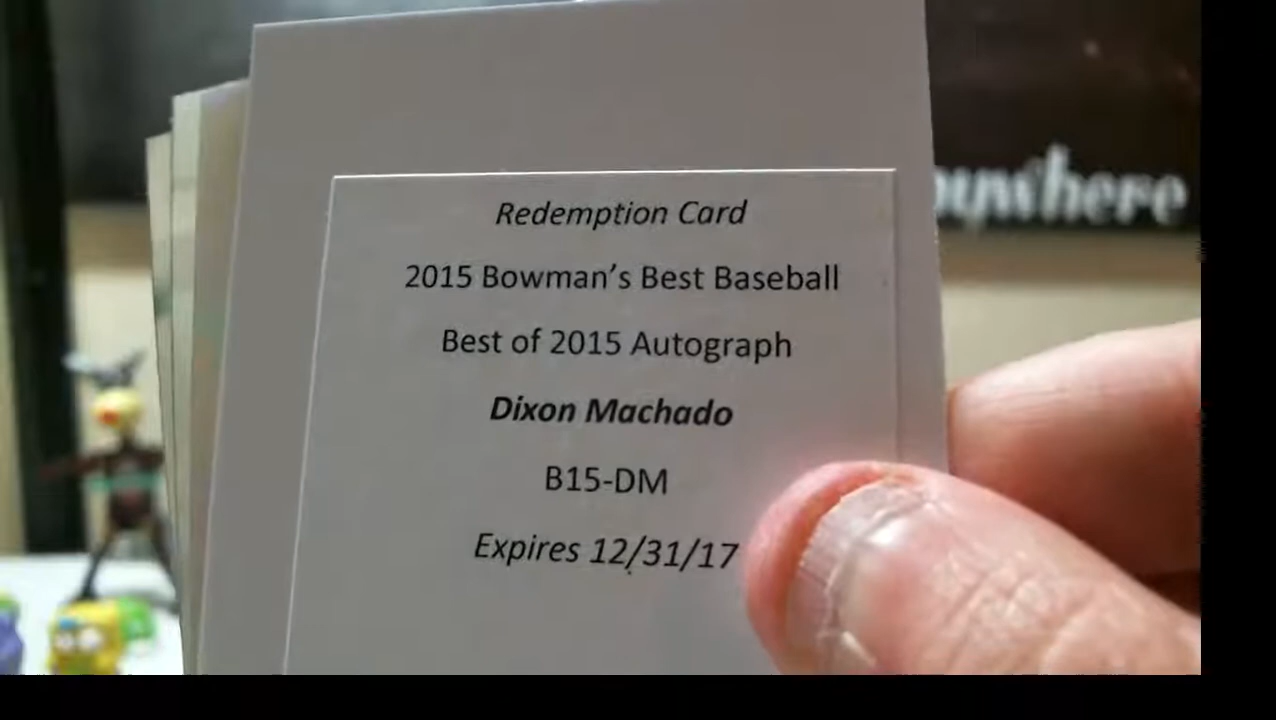 Redemption Card
2015 Bowman's Best Baseball
Best of 2015 Autograph
Dixon Machado
B15-DM
Expires 12/31/17